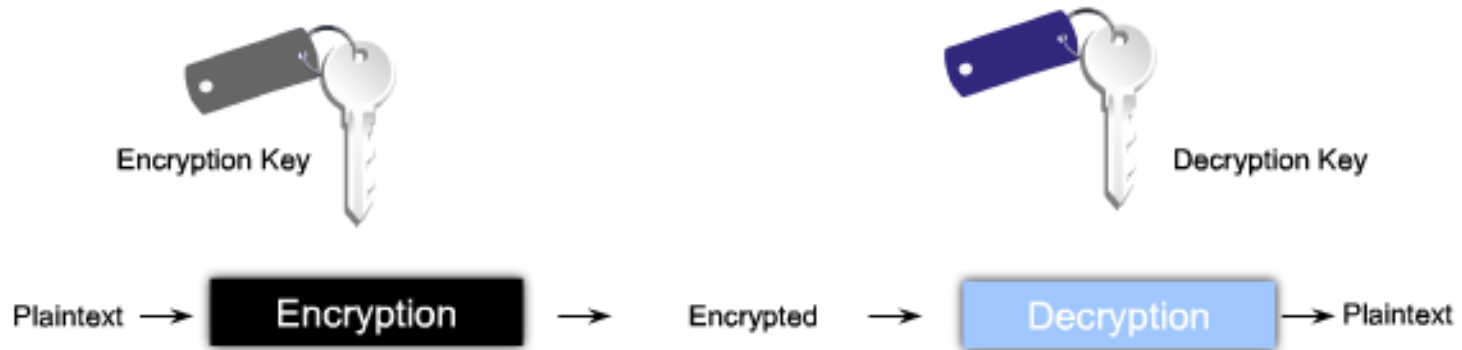 Encryption Key
Decryption Key
Plaintext
Encryption
Encrypted
Decryption
Plaintext